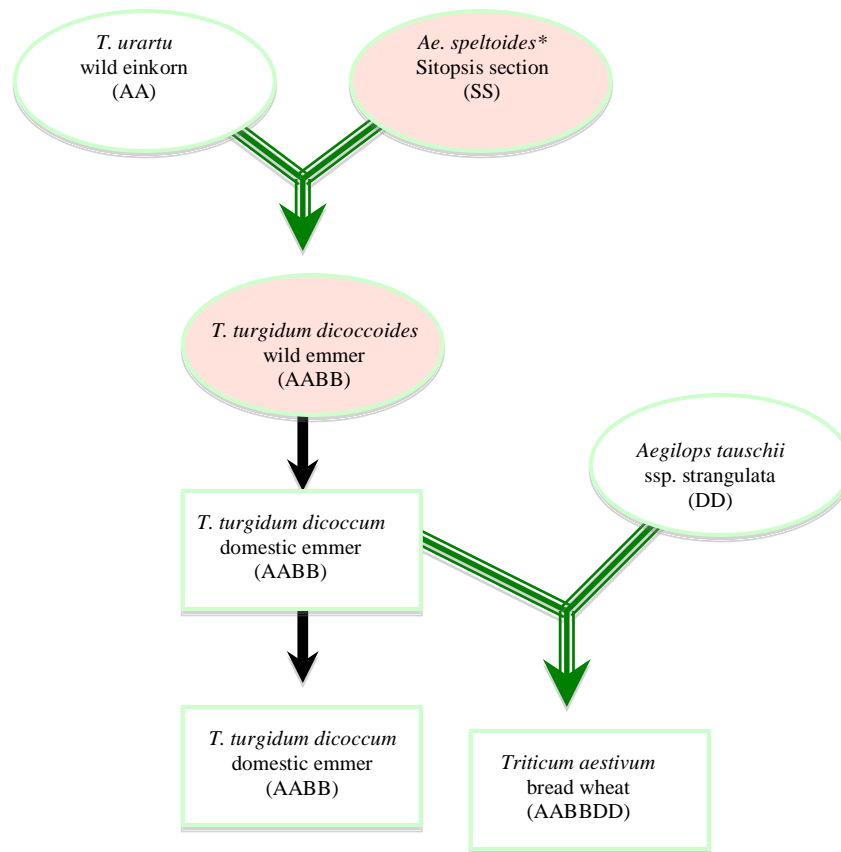 T. urartu
wild einkorn
(AA)
Ae. speltoides*
Sitopsis section
(SS)
T. turgidum dicoccoides
wild emmer
(AABB)
Aegilops tauschii
ssp. strangulata
(DD)
T. turgidum dicoccum
domestic emmer
(AABB)
T. turgidum dicoccum
domestic emmer
(AABB)
Triticum aestivum
bread wheat
(AABBDD)